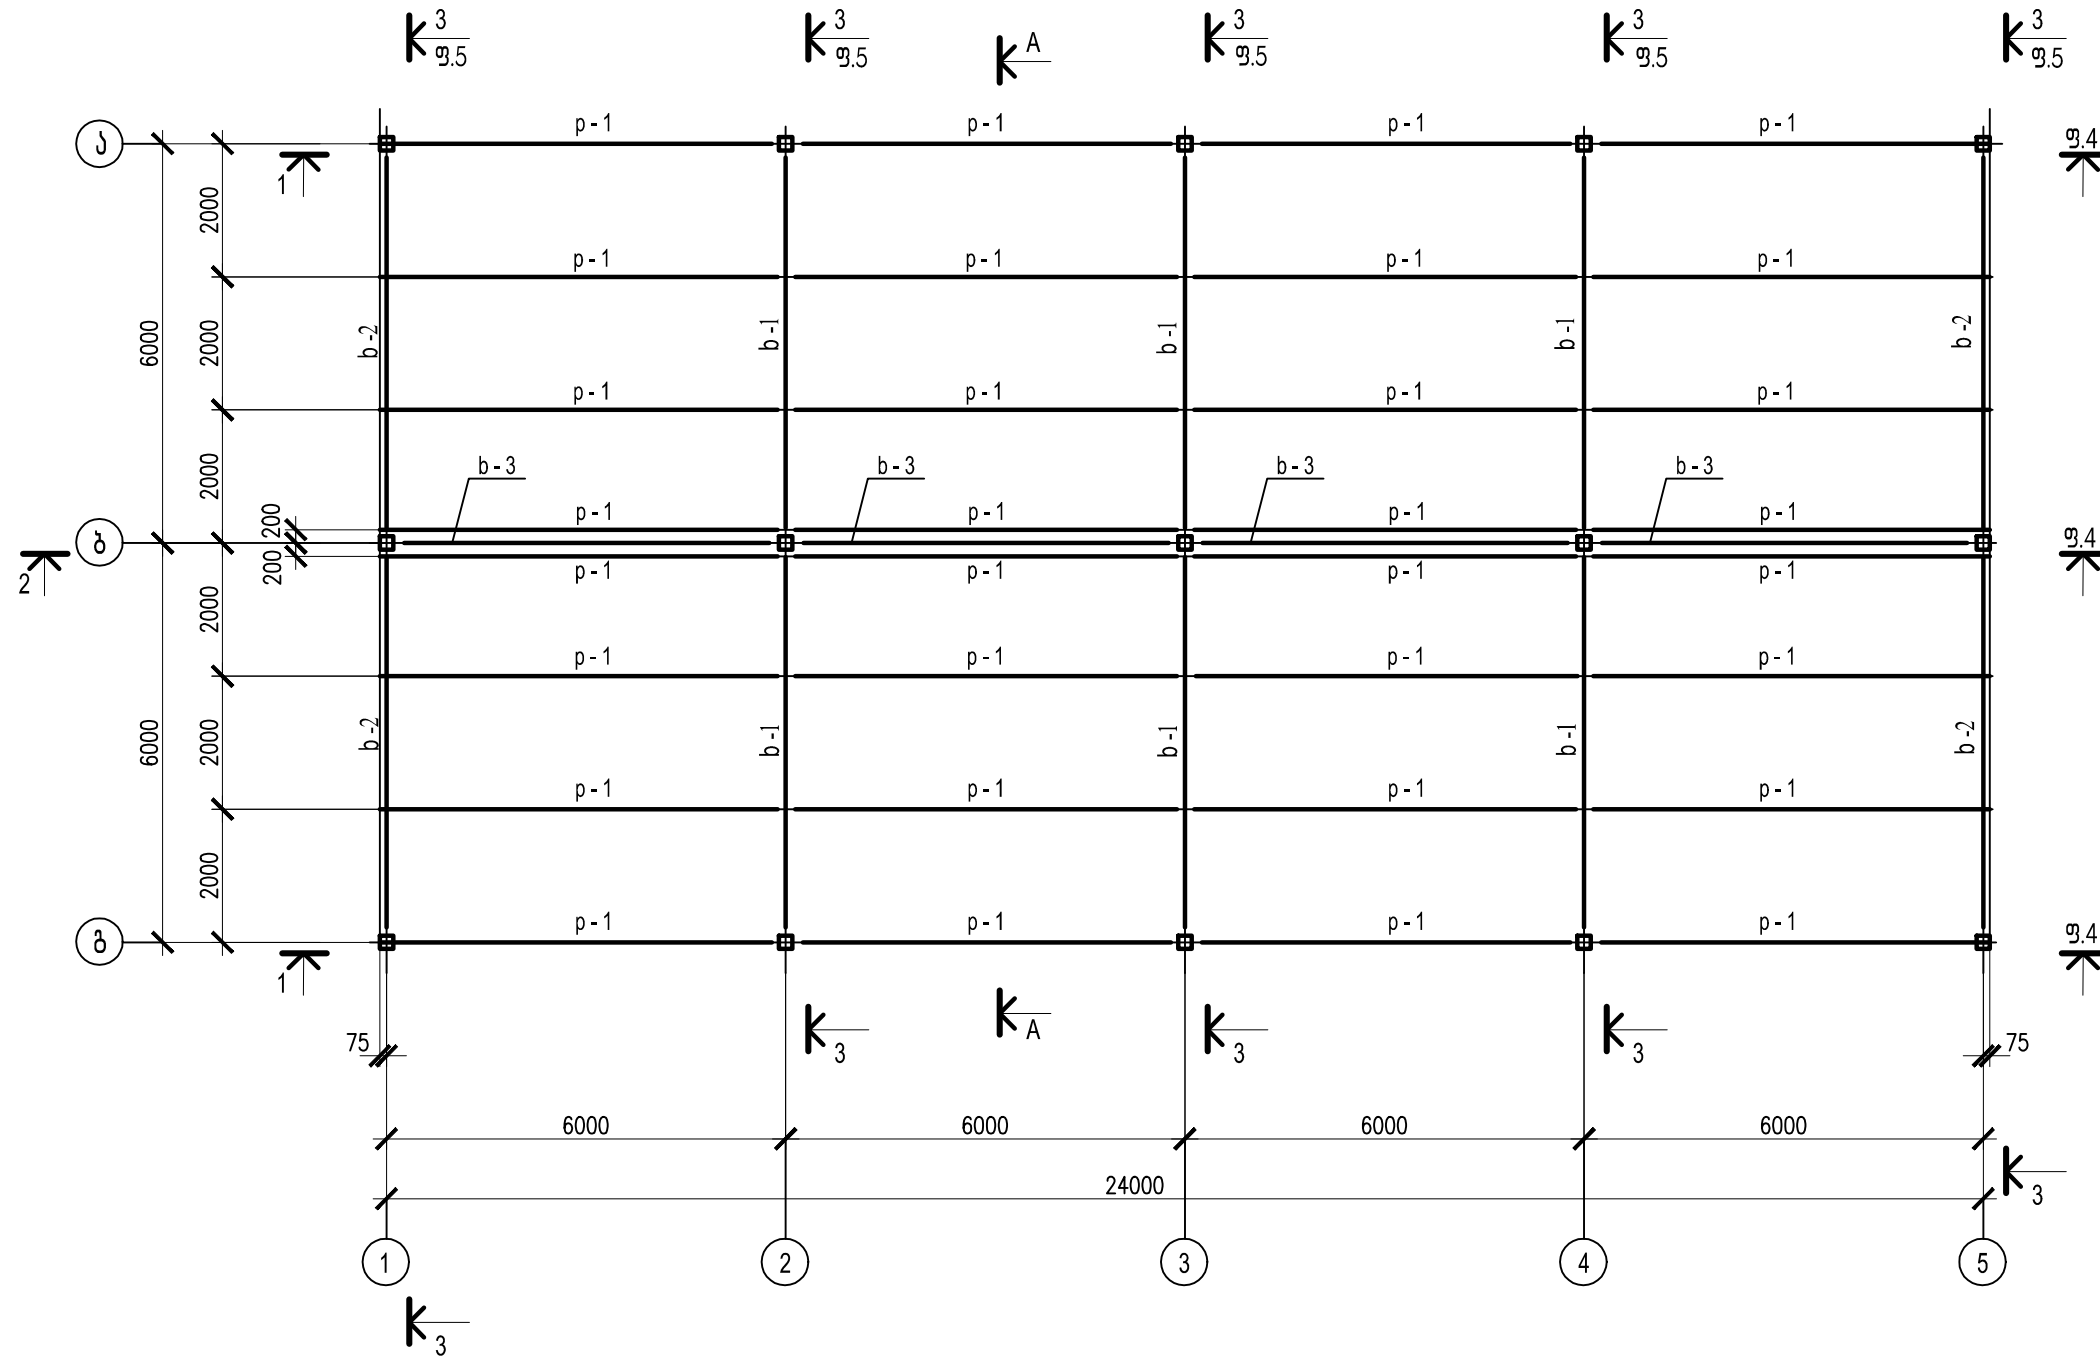 3 3 3 3 3
ფ.5 ფ.5 A ფ.5 ფ.5 ფ.5
p-1 p-1 p-1 p-1
ა ფ.4
1
2000
p-1 p-1 p-1 p-1
6000 2000 b-2 b-1 b-1 b-1 b-2
p-1 p-1 p-1 p-1
2000 b-3 b-3 b-3 b-3
200 p-1 p-1 p-1 p-1
ბ ფ.4
2 200 p-1 p-1 p-1 p-1
2000
p-1 p-1 p-1 p-1
6000 2000 b-2 b-1 b-1 b-1 b-2
p-1 p-1 p-1 p-1
2000
p-1 p-1 p-1 p-1
გ ფ.4
1
75 3 A 3 3 75
6000 6000 6000 6000
24000 3
1 2 3 4 5
3